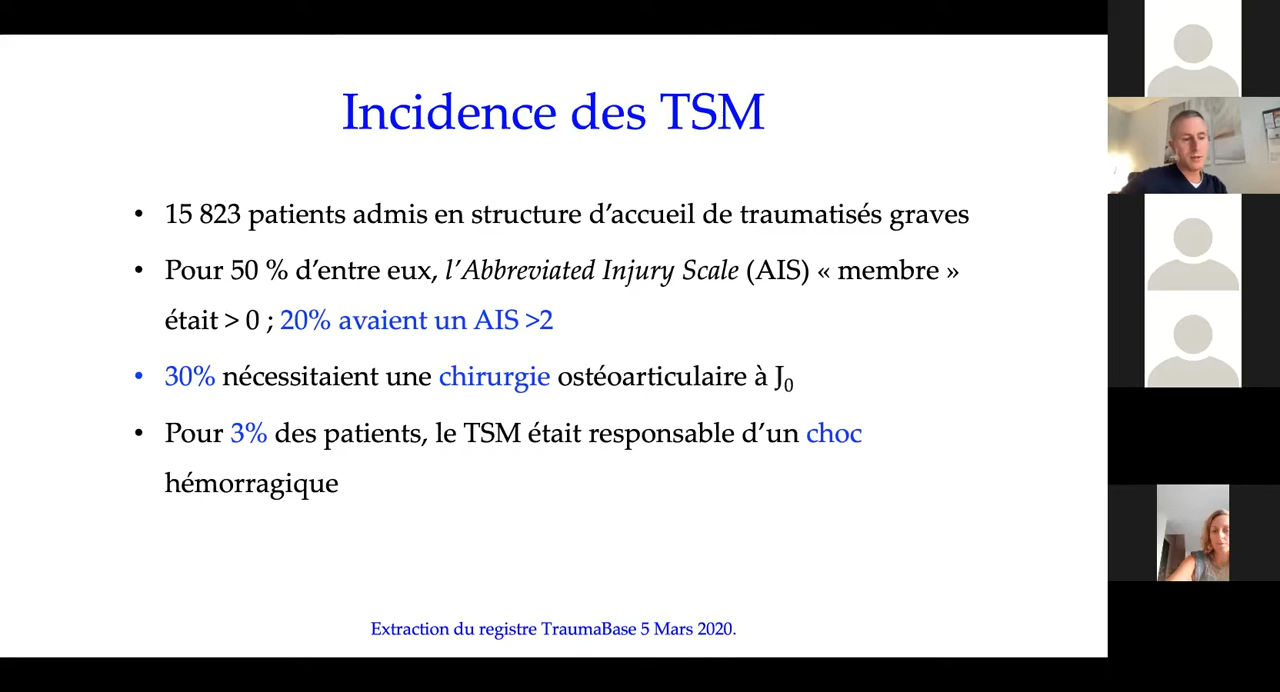 Incidence des TSM
• 15 823 patients admis en structure d’accueil de traumatisés graves
• Pour 50 % d’entre eux, l’Abbreviated Injury Scale (AIS) « membre »
était > 0 ; 20% avaient un AIS >2
• 30% nécessitaient une chirurgie ostéoarticulaire à J0
• Pour 3% des patients, le TSM était responsable d’un choc
hémorragique
Extraction du registre TraumaBase 5 Mars 2020.